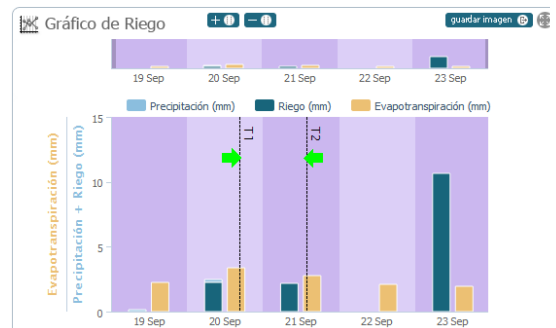 Gráfico de Riego
guardar imagen
19 Sep 20 Sep 21 Sep 22 Sep 23 Sep
Precipitación (mm) Riego (mm) Evapotranspiración (mm)
Evapotranspiración (mm)
Precipitación + Riego (mm)
15
10
5
0
T1
T2
19 Sep 20 Sep 21 Sep 22 Sep 23 Sep